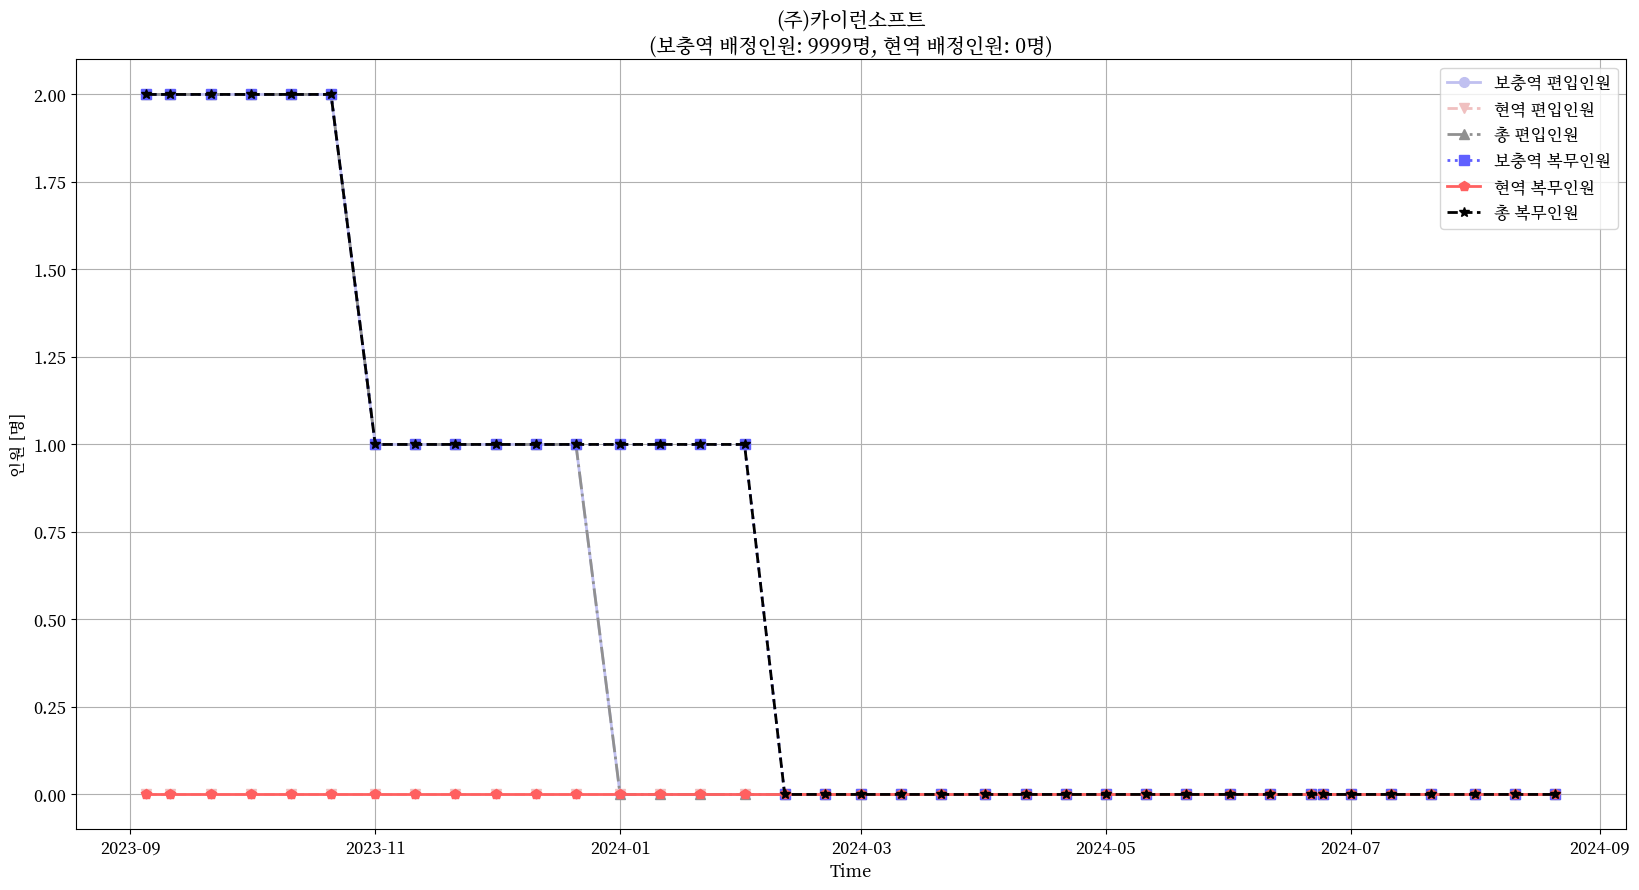 (주)카이런소프트
(보충역 배정인원: 9999명, 현역 배정인원: 0명)
보충역 편입인원
현역 편입인원
총 편입인원
보충역 복무인원
현역 복무인원
총 복무인원
인원 [명]
2.00
1.75
1.50
1.25
1.00
0.75
0.50
0.25
0.00
2023-09
2023-11
2024-01
2024-03
2024-05
2024-07
2024-09
Time